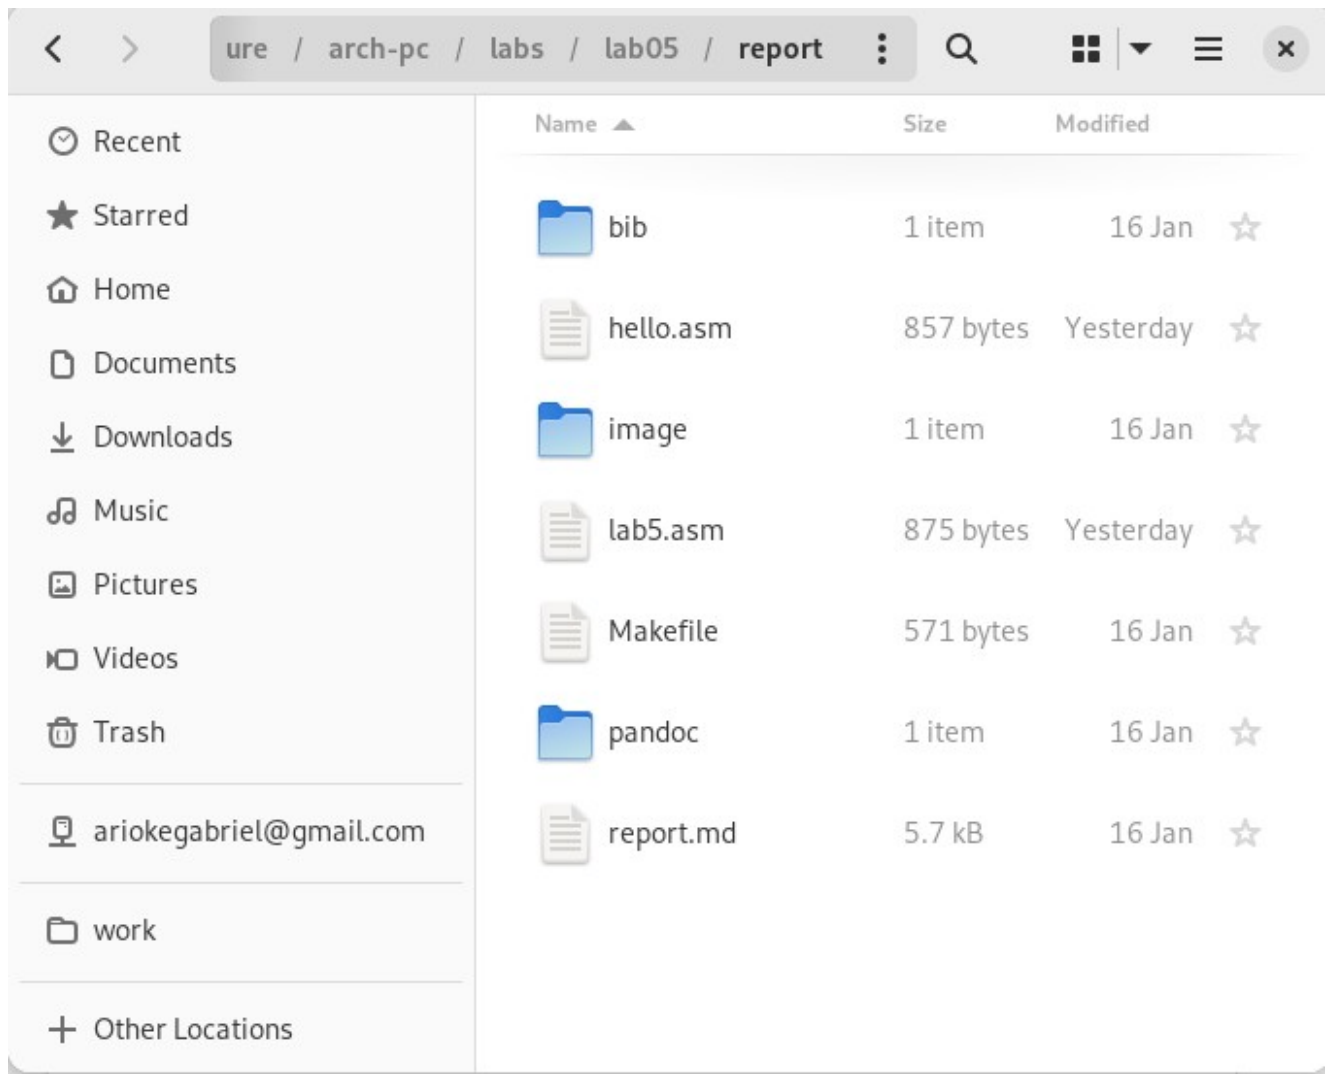 ure / arch-pc / labs / lab05 / report
Recent
Starred
Home
Documents
Downloads
Music
Pictures
Videos
Trash
ariokegabriel@gmail.com
work
Other Locations
Name Size Modified
bib 1 item 16 Jan
hello.asm 857 bytes Yesterday
image 1 item 16 Jan
lab5.asm 875 bytes Yesterday
Makefile 571 bytes 16 Jan
pandoc 1 item 16 Jan
report.md 5.7 kB 16 Jan